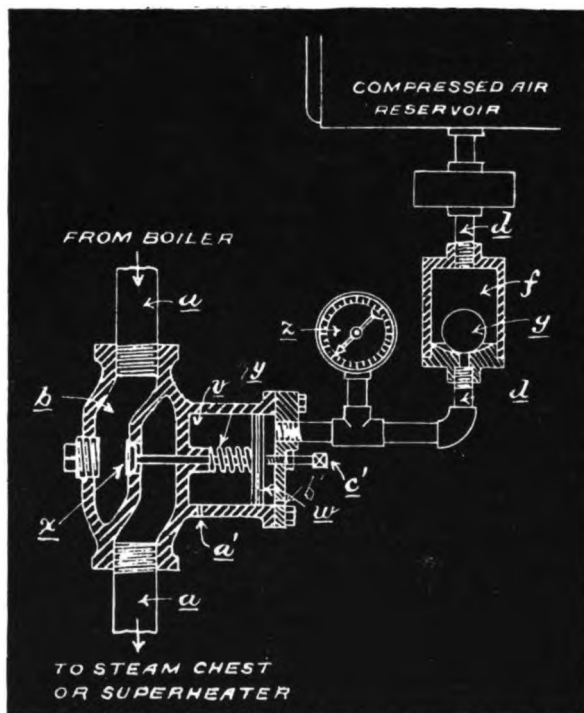 COMPRESSED AIR
RESERVOIR
FROM BOILER
d
a
f
z
y
y
v
b
d
c'
b'
x
w
a'
a
TO STEAM CHEST
OR SUPERHEATER